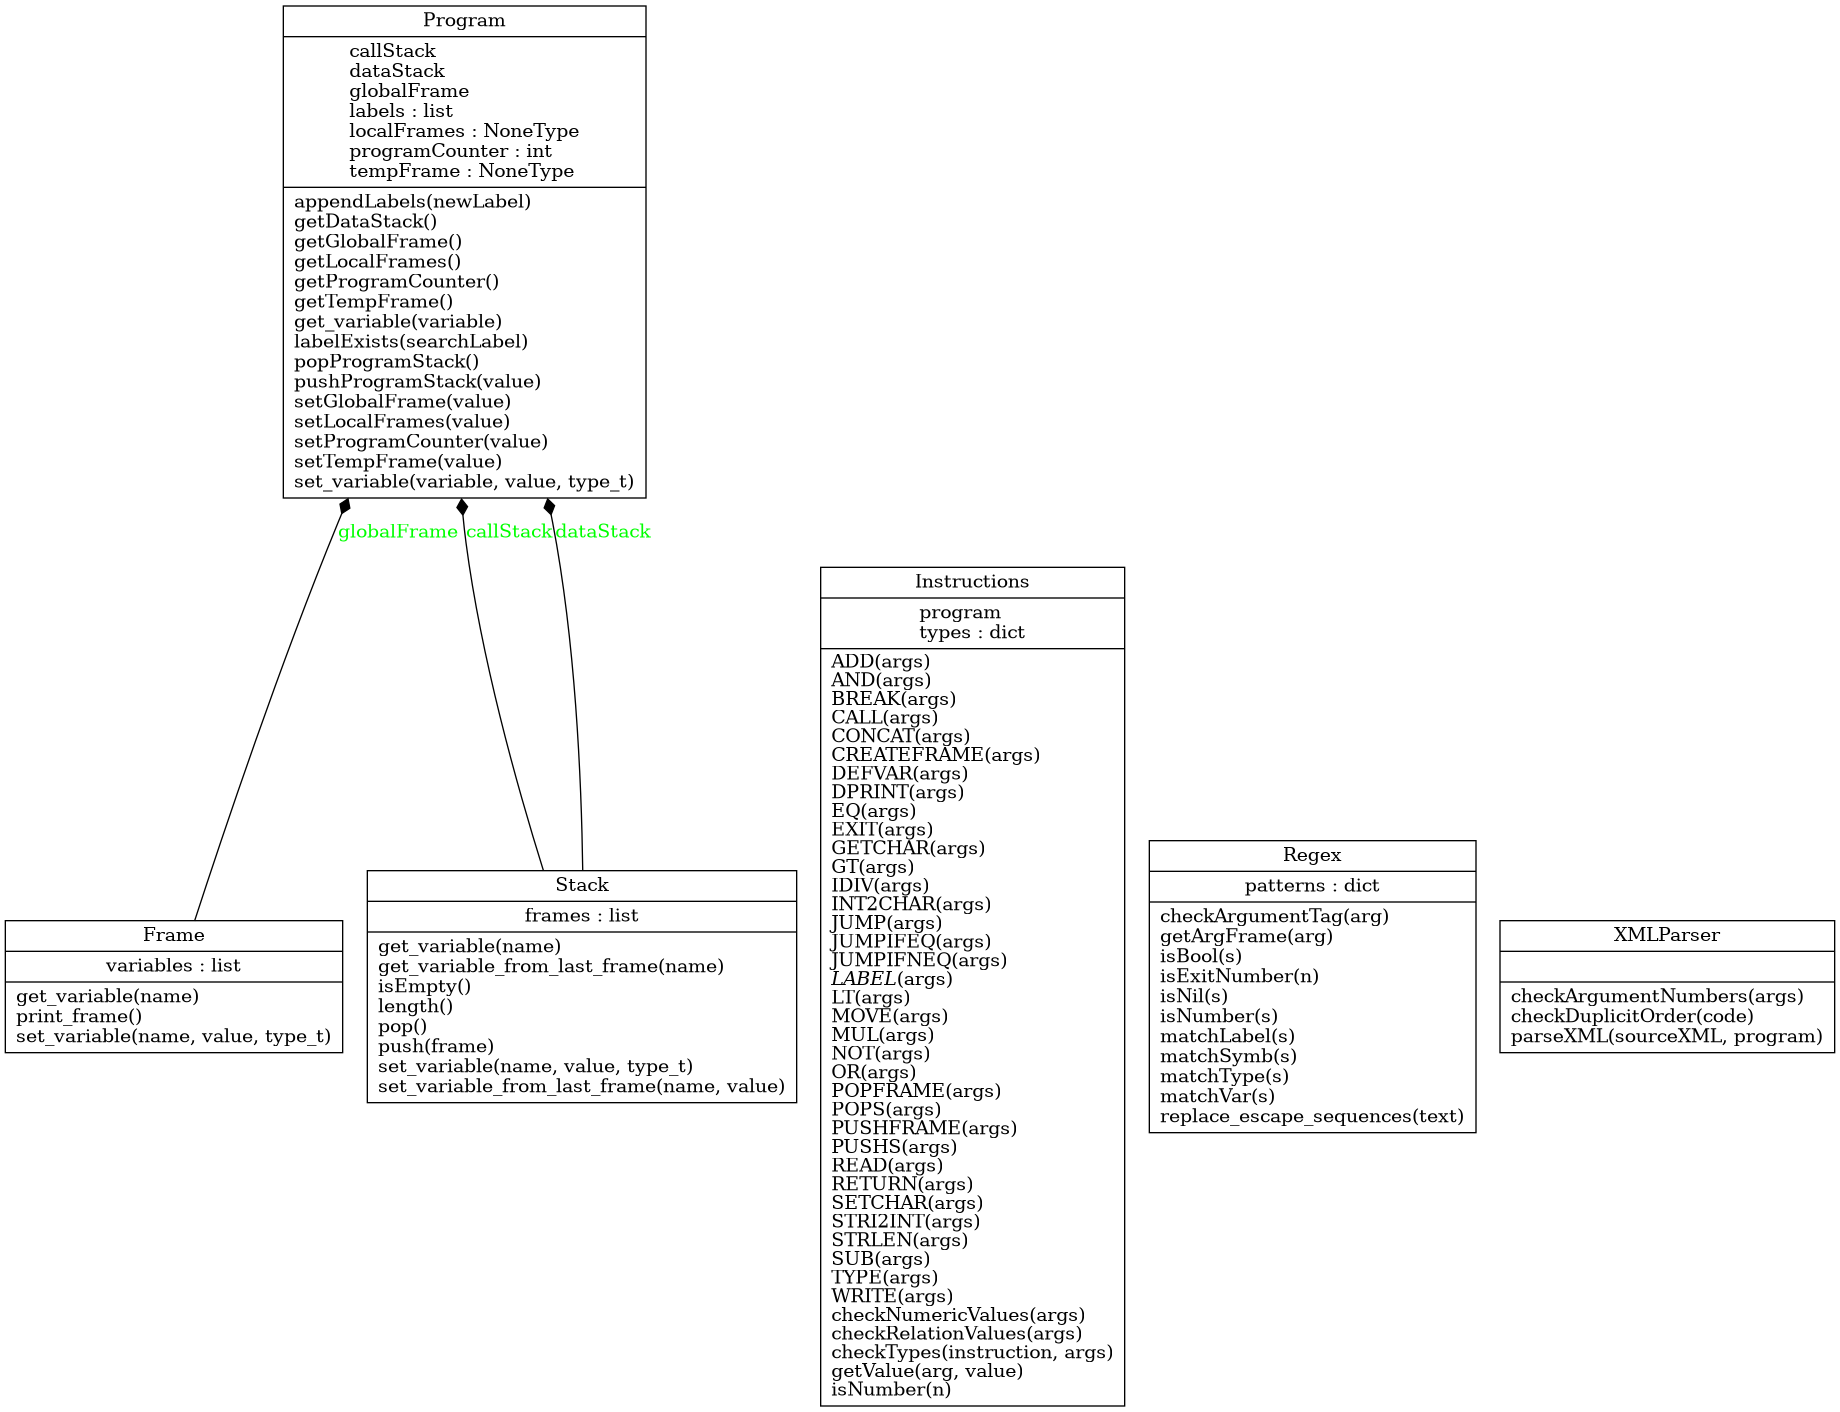 Program
callStack
dataStack
globalFrame
labels : list
localFrames : NoneType
programCounter : int
tempFrame : NoneType
appendLabels(newLabel)
getDataStack()
getGlobalFrame()
getLocalFrames()
getProgramCounter()
getTempFrame()
get_variable(variable)
labelExists(searchLabel)
popProgramStack()
pushProgramStack(value)
setGlobalFrame(value)
setLocalFrames(value)
setProgramCounter(value)
setTempFrame(value)
set_variable(variable, value, type_t)
globalFrame callStack dataStack
Frame
variables : list
get_variable(name)
print_frame()
set_variable(name, value, type_t)
Stack
frames : list
get_variable(name)
get_variable_from_last_frame(name)
isEmpty()
length()
pop()
push(frame)
set_variable(name, value, type_t)
set_variable_from_last_frame(name, value)
Instructions
program
types : dict
ADD(args)
AND(args)
BREAK(args)
CALL(args)
CONCAT(args)
CREATEFRAME(args)
DEFVAR(args)
DPRINT(args)
EQ(args)
EXIT(args)
GETCHAR(args)
GT(args)
IDIV(args)
INT2CHAR(args)
JUMP(args)
JUMPIFEQ(args)
JUMPIFNEQ(args)
LABEL(args)
LT(args)
MOVE(args)
MUL(args)
NOT(args)
OR(args)
POPFRAME(args)
POPS(args)
PUSHFRAME(args)
PUSHS(args)
READ(args)
RETURN(args)
SETCHAR(args)
STRI2INT(args)
STRLEN(args)
SUB(args)
TYPE(args)
WRITE(args)
checkNumericValues(args)
checkRelationValues(args)
checkTypes(instruction, args)
getValue(arg, value)
isNumber(n)
Regex
patterns : dict
checkArgumentTag(arg)
getArgFrame(arg)
isBool(s)
isExitNumber(n)
isNil(s)
isNumber(s)
matchLabel(s)
matchSymb(s)
matchType(s)
matchVar(s)
replace_escape_sequences(text)
XMLParser
checkArgumentNumbers(args)
checkDuplicitOrder(code)
parseXML(sourceXML, program)